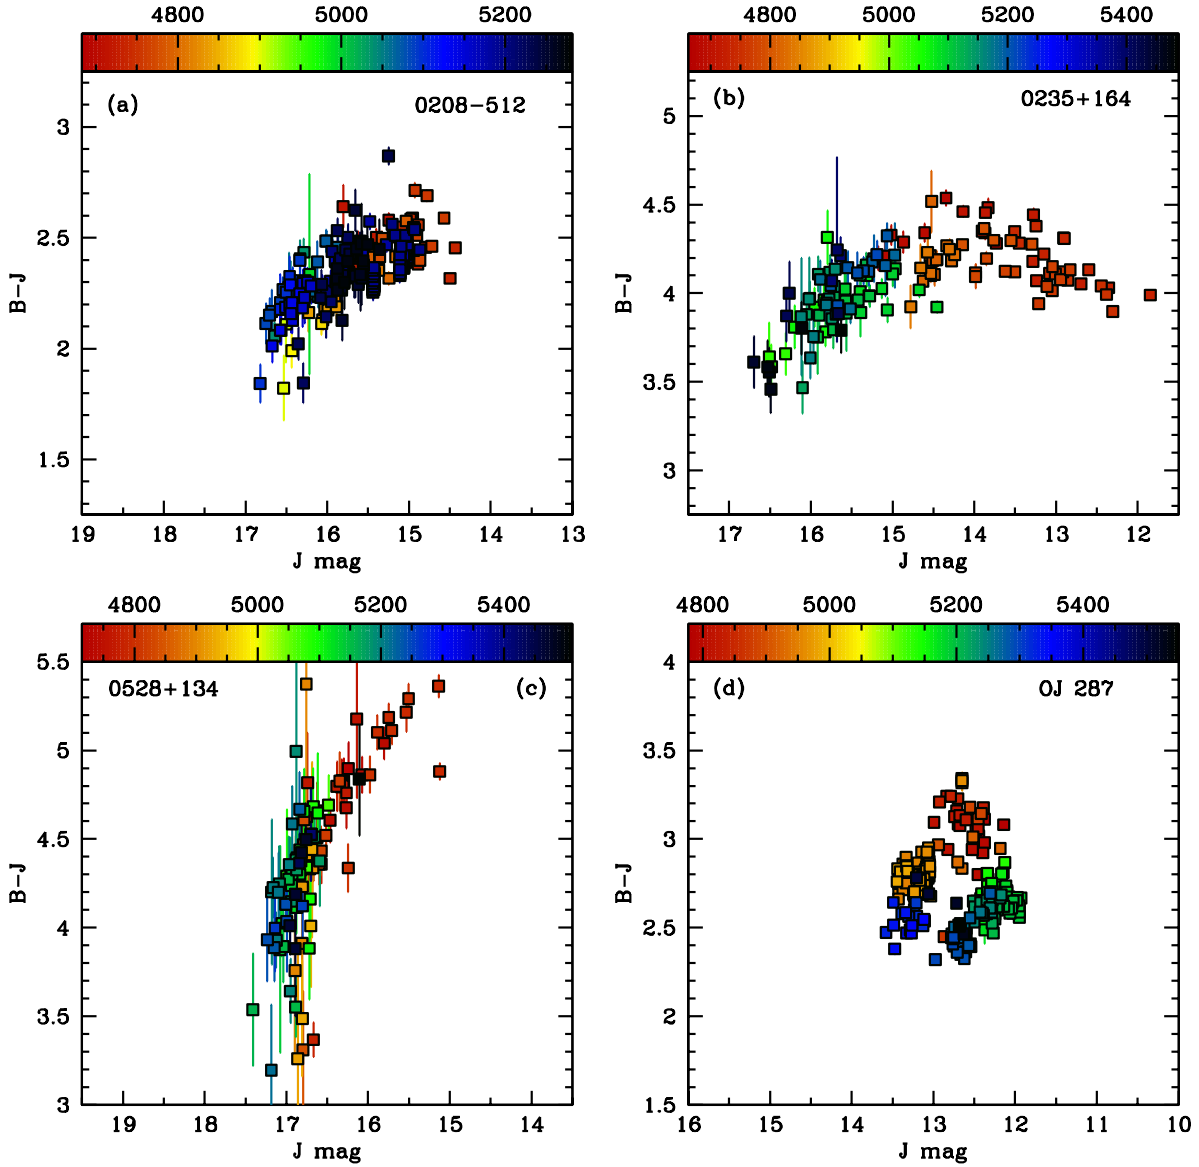 4800 5000 5200
4800 5000 5200 5400
(a) 0208−512
(b) 0235+164
3
2.5
2
1.5
B−J
5
4.5
4
3.5
3
B−J
19 18 17 16 15 14 13
J mag
17 16 15 14 13 12
J mag
4800 5000 5200 5400
4800 5000 5200 5400
0528+134 (c)
(d) OJ 287
5.5
5
4.5
4
3.5
3
B−J
4
3.5
3
2.5
2
1.5
B−J
19 18 17 16 15 14
J mag
16 15 14 13 12 11 10
J mag